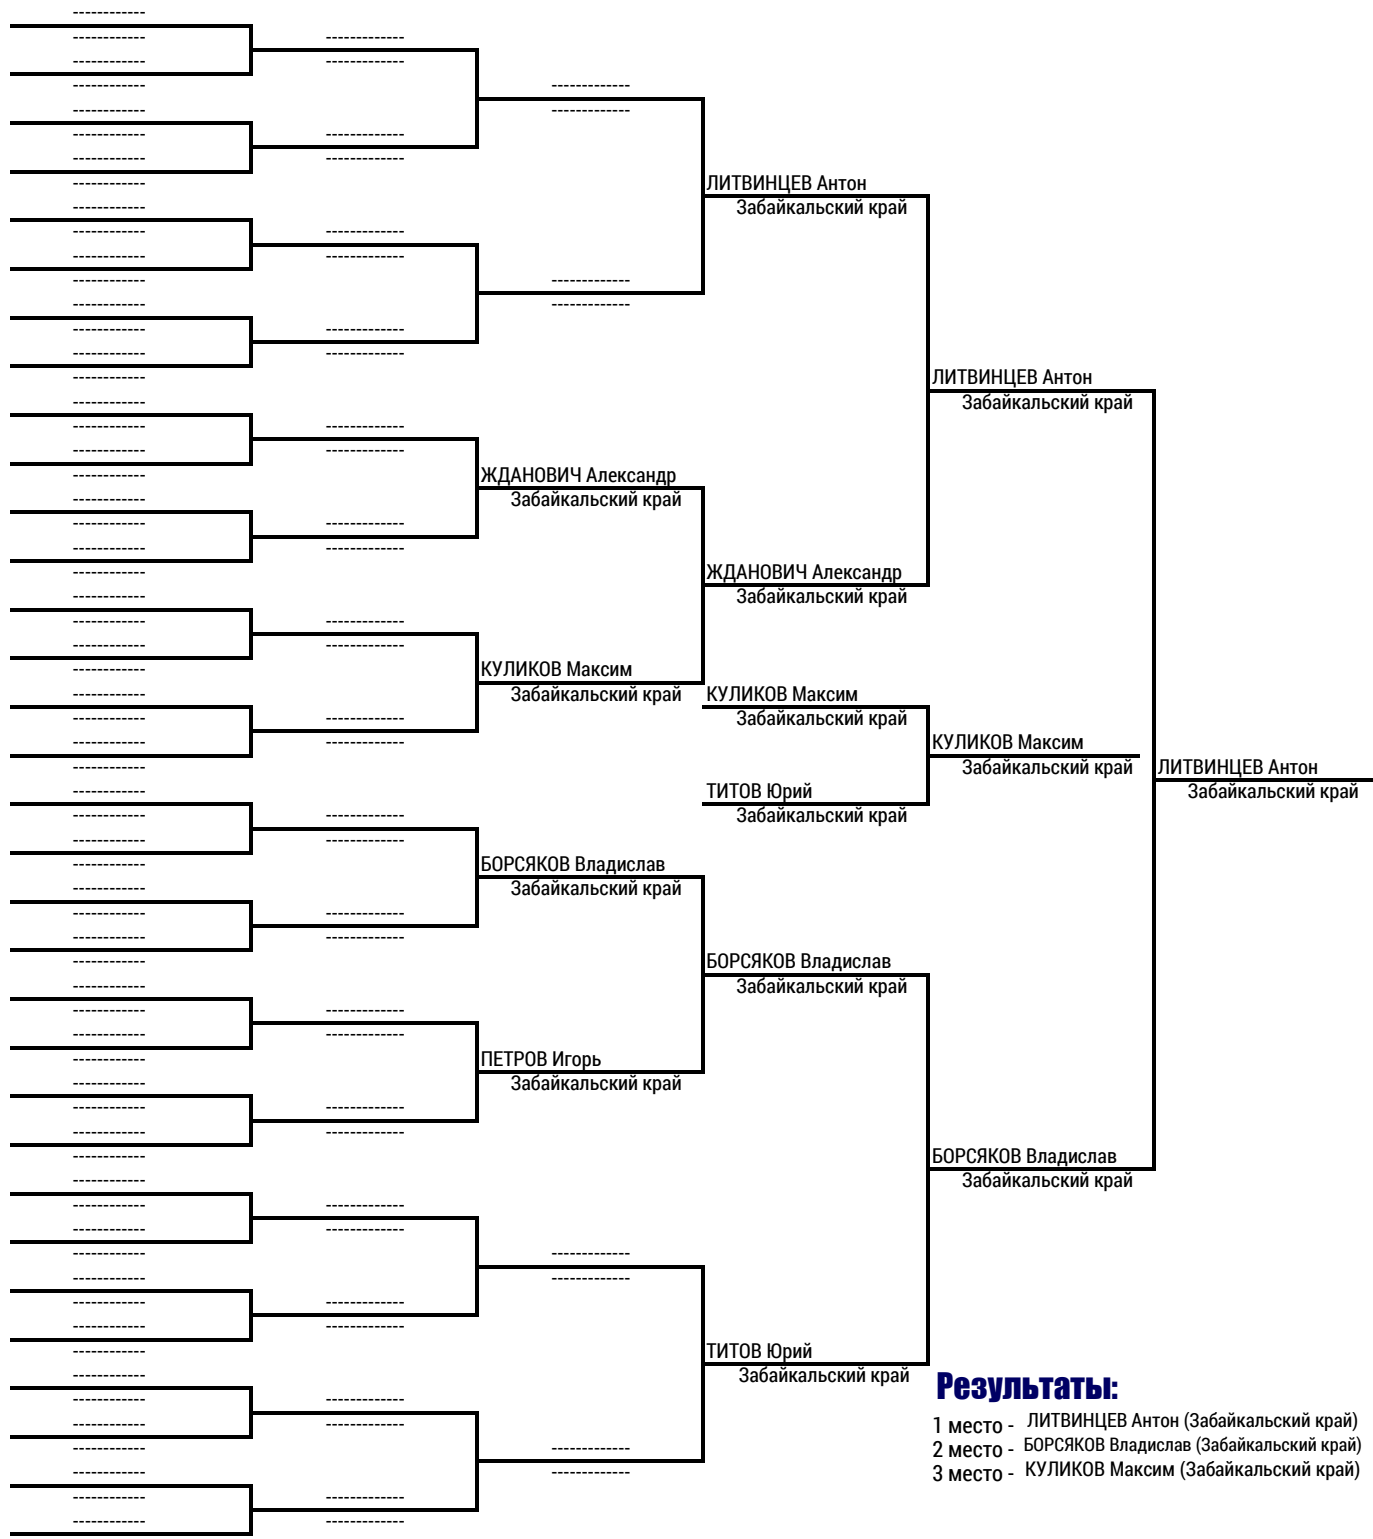 ЛИТВИНЦЕВ Антон
Забайкальский край
ЛИТВИНЦЕВ Антон
Забайкальский край
ЖДАНОВИЧ Александр
Забайкальский край
ЖДАНОВИЧ Александр
Забайкальский край
КУЛИКОВ Максим
Забайкальский край
КУЛИКОВ Максим
Забайкальский край
КУЛИКОВ Максим
Забайкальский край
ЛИТВИНЦЕВ Антон
Забайкальский край
ТИТОВ Юрий
Забайкальский край
БОРСЯКОВ Владислав
Забайкальский край
БОРСЯКОВ Владислав
Забайкальский край
ПЕТРОВ Игорь
Забайкальский край
БОРСЯКОВ Владислав
Забайкальский край
ТИТОВ Юрий
Забайкальский край
Результаты:
1 место - ЛИТВИНЦЕВ Антон (Забайкальский край)
2 место - БОРСЯКОВ Владислав (Забайкальский край)
3 место - КУЛИКОВ Максим (Забайкальский край)